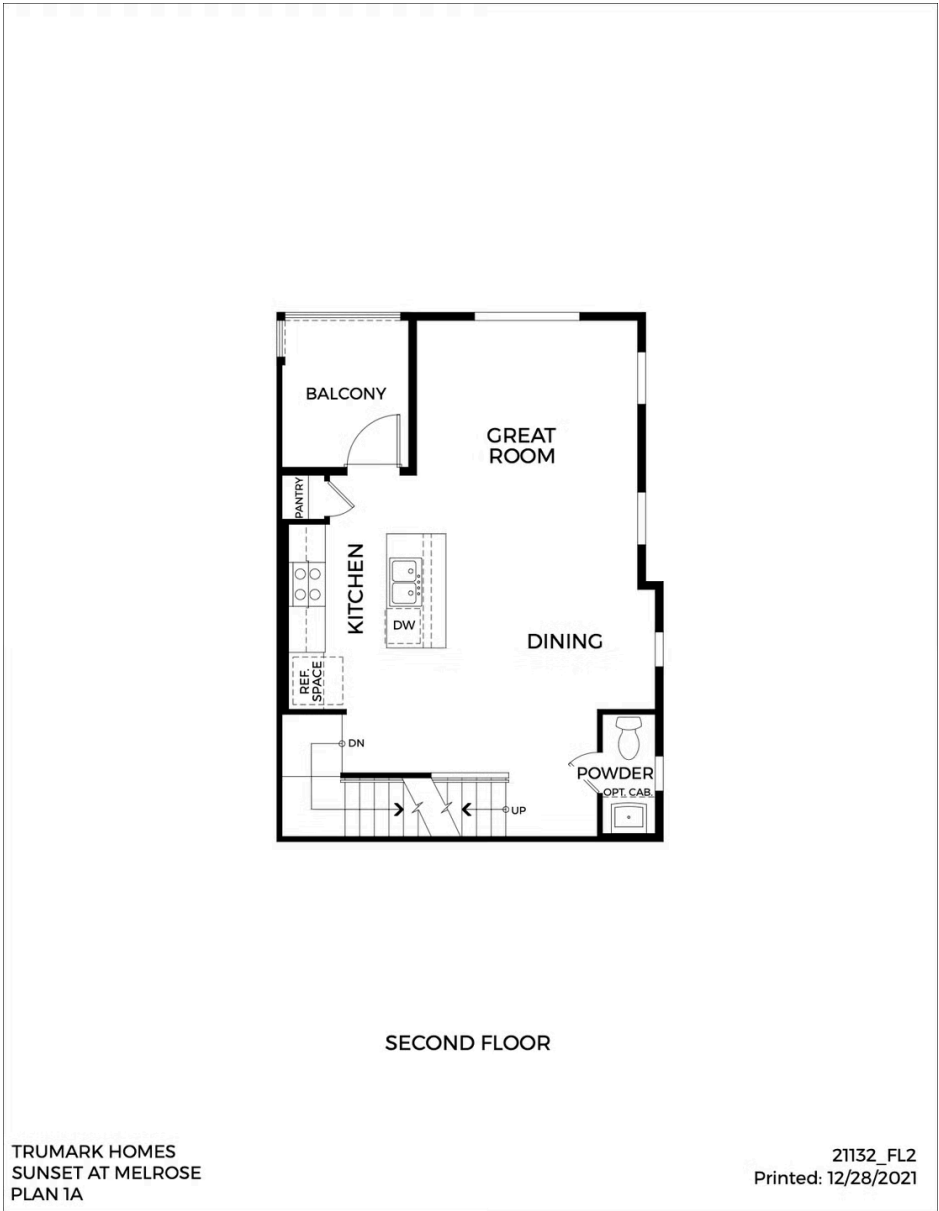 BALCONY
GREAT
ROOM
PANTRY
KITCHEN
DW
DINING
REF.
SPACE
DN
POWDER
OPT. CAB.
UP
SECOND FLOOR
TRUMARK HOMES
SUNSET AT MELROSE
PLAN 1A
21132_FL2
Printed: 12/28/2021